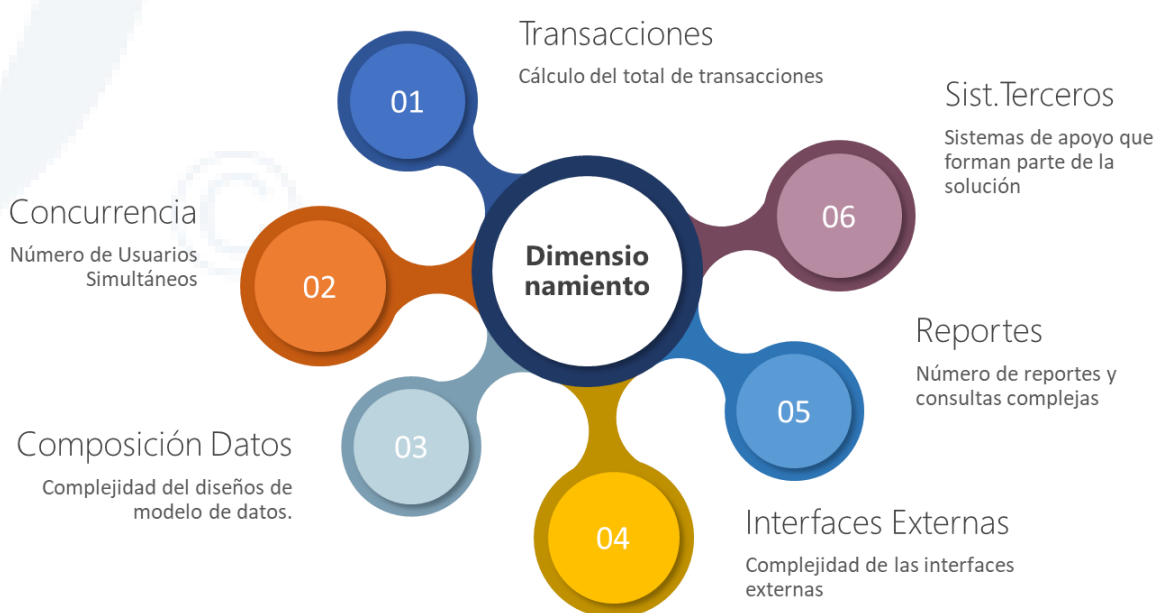 Transacciones
Cálculo del total de transacciones
01
Sist.Terceros
Sistemas de apoyo que
forman parte de la
solución
06
Concurrencia
Número de Usuarios
Simultáneos
02
Dimensio
namiento
Reportes
Número de reportes y
consultas complejas
05
Composición Datos
Complejidad del diseños de
modelo de datos.
03
04
Interfaces Externas
Complejidad de las interfaces
externas